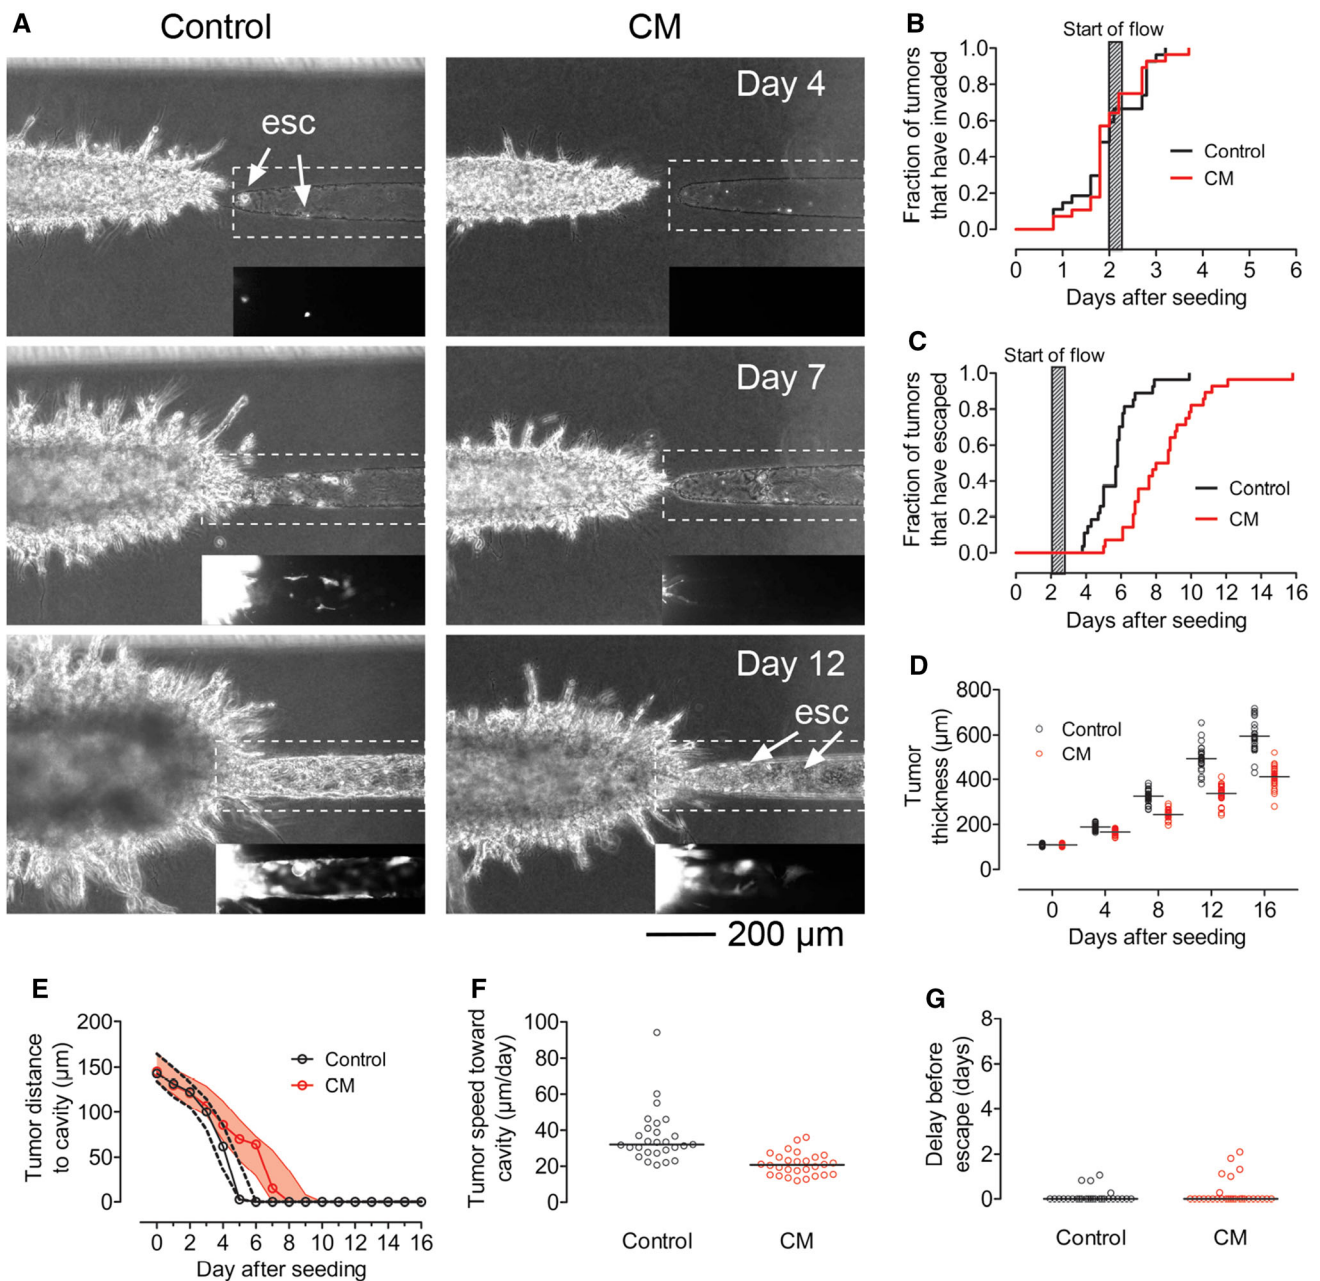 A
Control
CM
esc
Day 4
Day 7
Day 12
esc
200 μm
B
Start of flow
Fraction of tumors
that have invaded
1.0
0.8
0.6
0.4
0.2
0.0
Control
CM
0 1 2 3 4 5 6
Days after seeding
C
Start of flow
Fraction of tumors
that have escaped
1.0
0.8
0.6
0.4
0.2
0.0
Control
CM
0 2 4 6 8 10 12 14 16
Days after seeding
D
Tumor
thickness (μm)
800
600
400
200
0
Control
CM
0 4 8 12 16
Days after seeding
E
Tumor distance
to cavity (μm)
200
150
100
50
0
Control
CM
0 2 4 6 8 10 12 14 16
Day after seeding
F
Tumor speed toward
cavity (μm/day)
100
80
60
40
20
0
Control CM
G
Delay before
escape (days)
8
6
4
2
0
Control CM